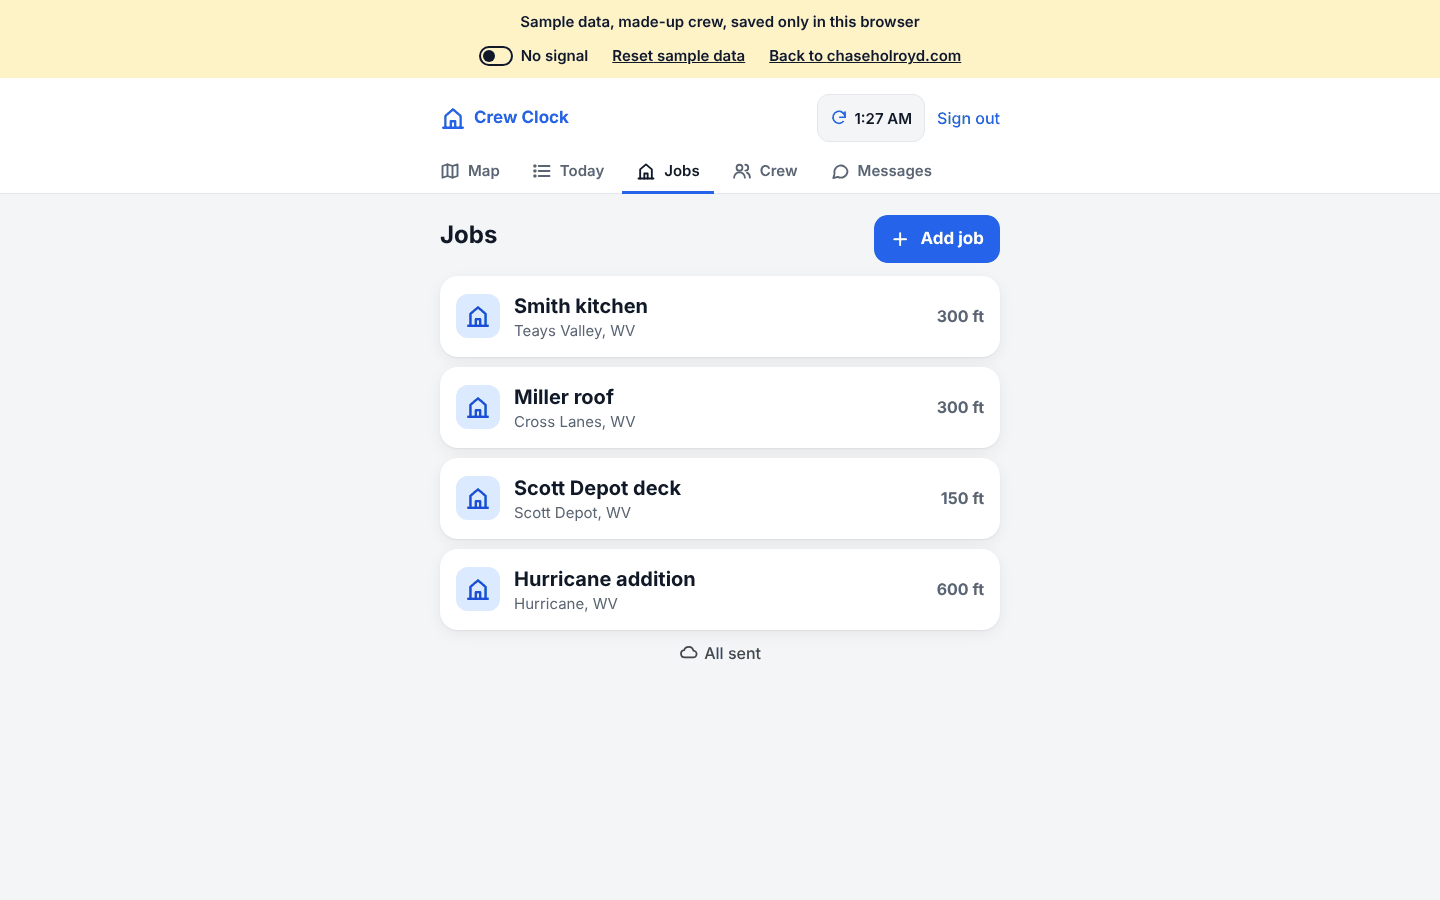 Sample data, made-up crew, saved only in this browser
No signal Reset sample data Back to chaseholroyd.com
Crew Clock 1:27 AM Sign out
Map Today Jobs Crew Messages
Jobs Add job
Smith kitchen
Teays Valley, WV
300 ft
Miller roof
Cross Lanes, WV
300 ft
Scott Depot deck
Scott Depot, WV
150 ft
Hurricane addition
Hurricane, WV
600 ft
All sent